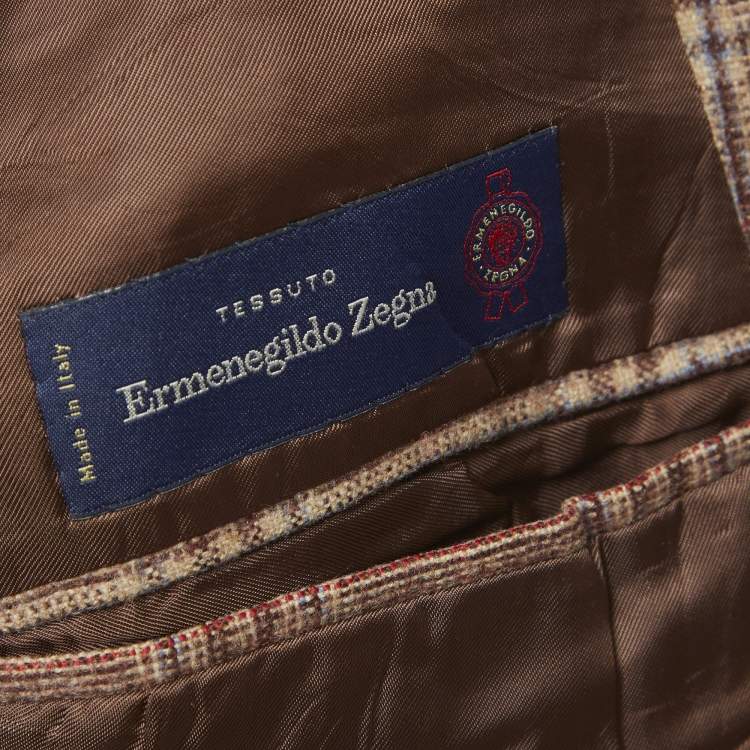 TESSUTO
Ermenegildo Zegna
Made in Italy
ERMENEGILDO
ZEGNA